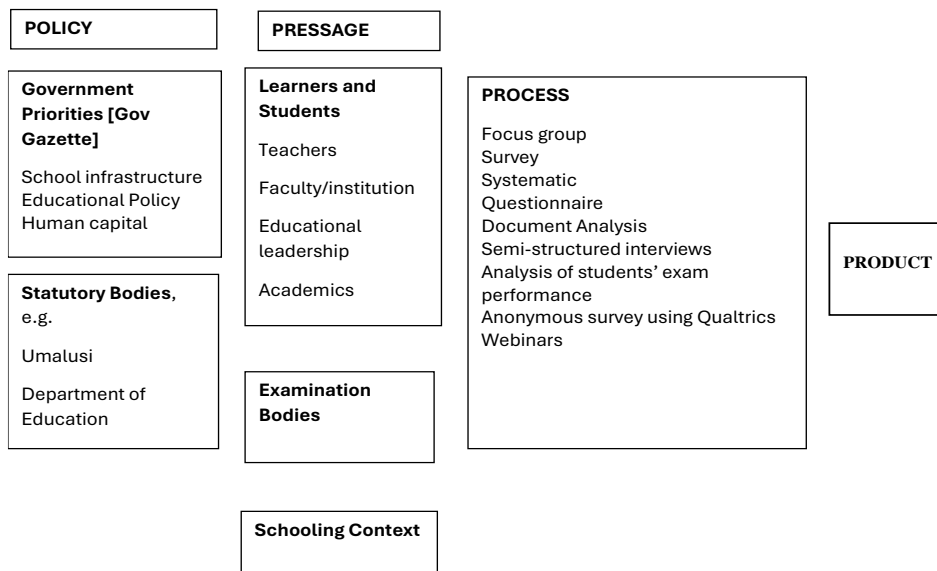 POLICY
Government
Priorities [Gov
Gazette]
School infrastructure
Educational Policy
Human capital
Statutory Bodies,
e.g.
Umalusi
Department of
Education
PRESSAGE
Learners and
Students
Teachers
Faculty/institution
Educational
leadership
Academics
Examination
Bodies
Schooling Context
PROCESS
Focus group
Survey
Systematic
Questionnaire
Document Analysis
Semi-structured interviews
Analysis of students’ exam
performance
Anonymous survey using Qualtrics
Webinars
PRODUCT